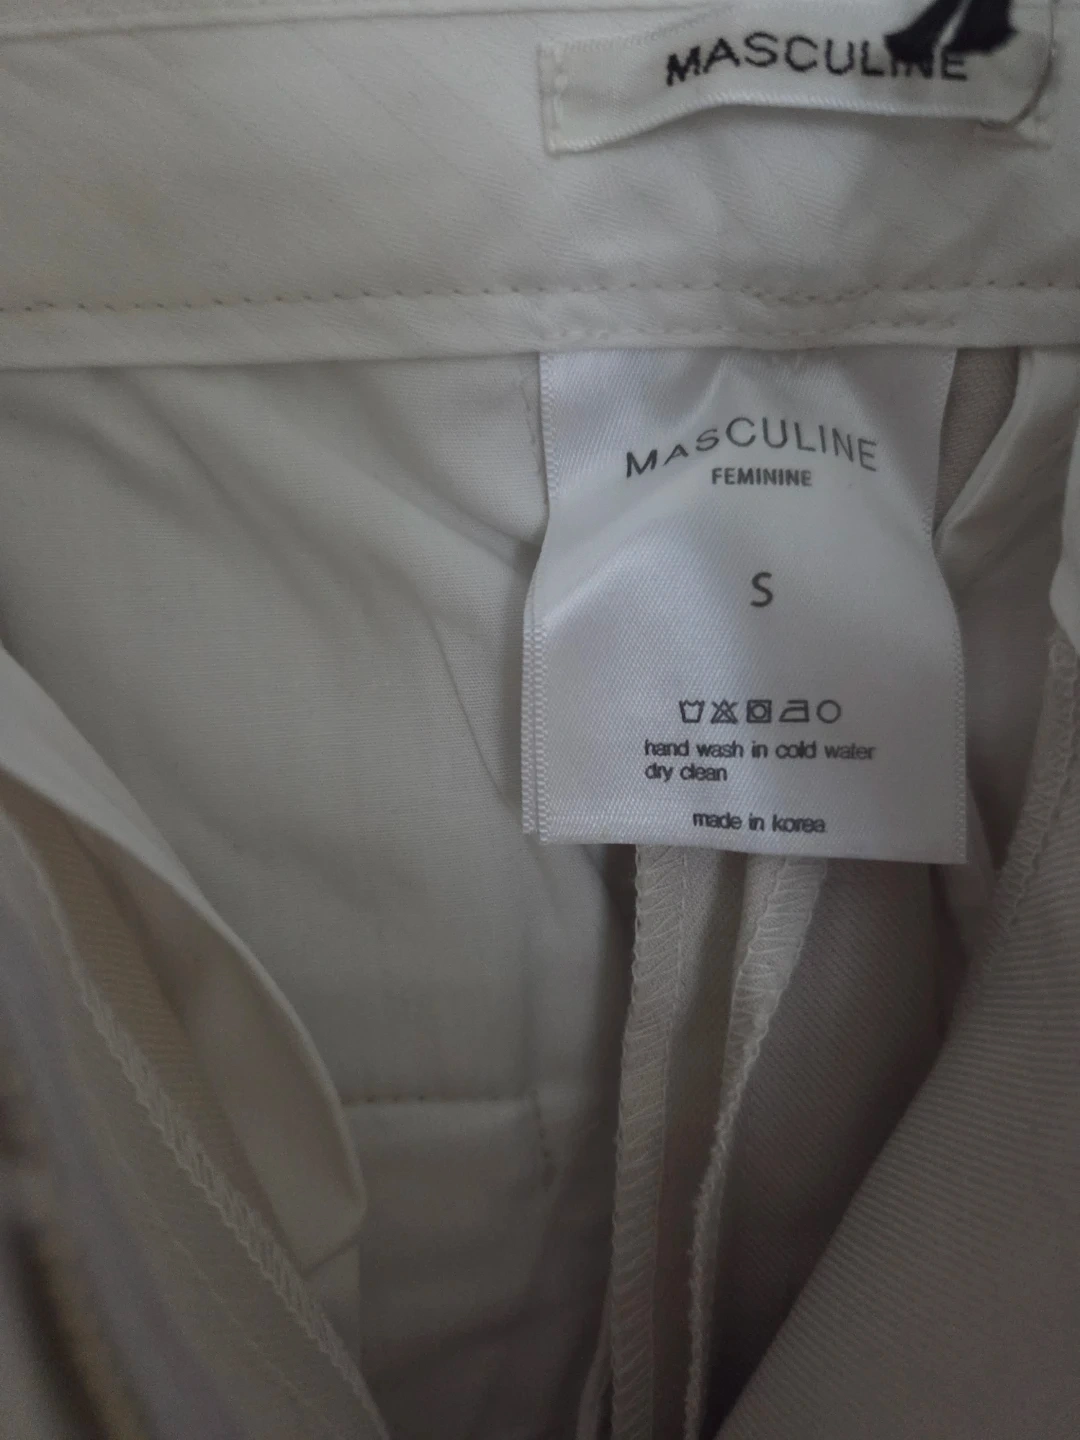 MASCULINE
MASCULINE
FEMININE
S
hand wash in cold water
dry clean
made in korea